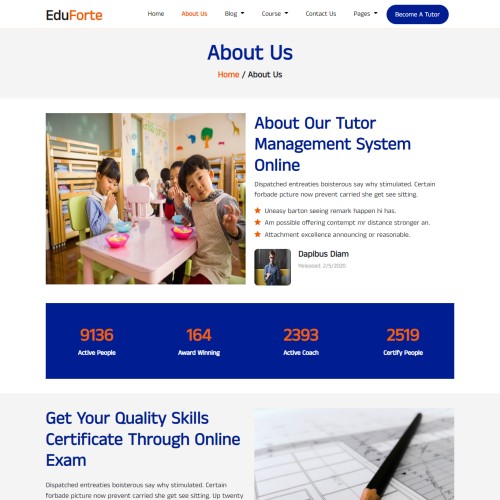 EduForte
Home About Us Blog Course Contact Us Pages Become A Tutor
About Us
Home / About Us
About Our Tutor
Management System
Online
Dispatched entreaties boisterous say why stimulated. Certain
forbade picture now prevent carried she get see sitting.
Uneasy barton seeing remark happen hi has.
Am possible offering contempt mr distance stronger an.
Attachment excellence announcing or reasonable.
Dapibus Diam
Released: 2/5/2020
9136 164 2393 2519
Active People Award Winning Active Coach Certify People
Get Your Quality Skills
Certificate Through Online
Exam
Dispatched entreaties boisterous say why stimulated. Certain
forbade picture now prevent carried she get see sitting. Up twenty